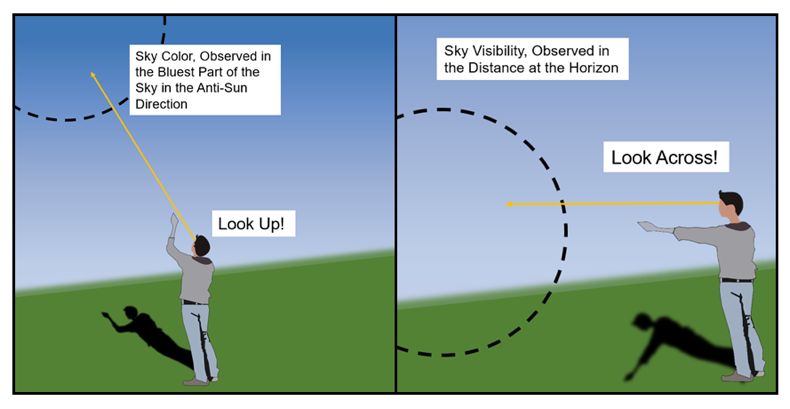 Sky Color, Observed in
the Bluest Part of the
Sky in the Anti-Sun
Direction
Look Up!
Sky Visibility, Observed in
the Distance at the Horizon
Look Across!